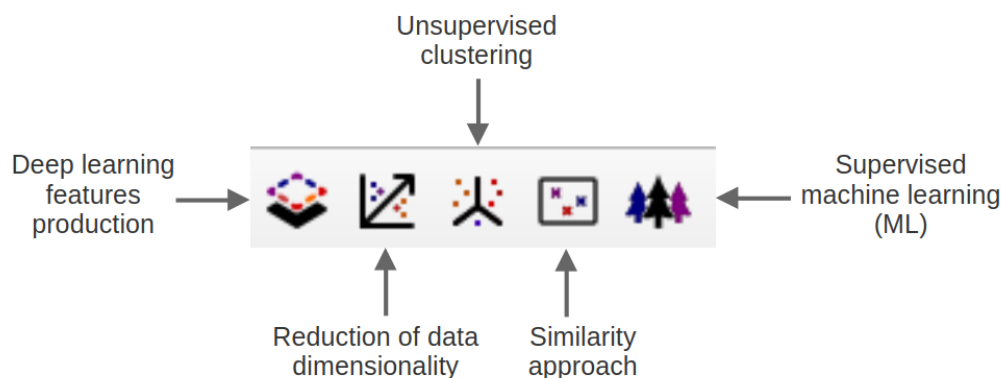 Unsupervised
clustering
Deep learning
features
production
Supervised
machine learning
(ML)
Reduction of data
dimensionality
Similarity
approach